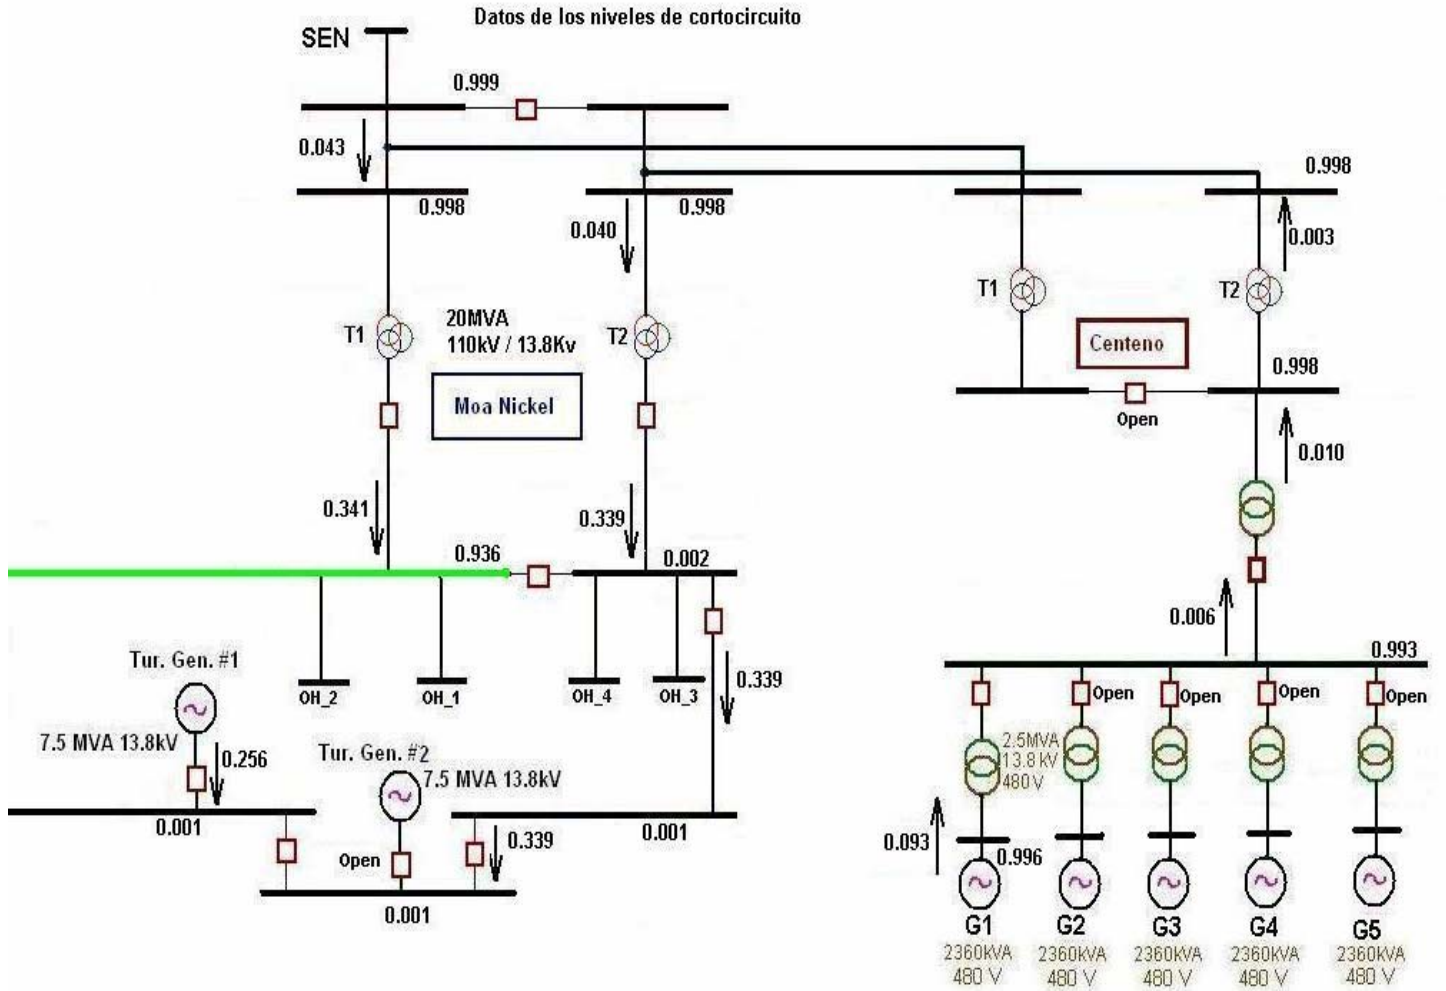 Datos de los niveles de cortocircuito
SEN
0.999
0.043
0.998
0.998
0.998
0.040
0.003
T1
20MVA
110kV / 13.8Kv
T2
T1
T2
Centeno
Moa Nickel
0.998
Open
0.010
0.341
0.339
0.936
0.002
0.006
Tur. Gen. #1
OH_2
OH_1
OH_4
OH_3
0.339
0.993
7.5 MVA 13.8kV
0.256
Tur. Gen. #2
7.5 MVA 13.8kV
Open
Open
Open
Open
2.5MVA
13.8 kV
480 V
0.001
0.001
Open
0.339
0.001
0.093
0.996
G1
G2
G3
G4
G5
2360kVA
480 V
2360kVA
480 V
2360kVA
480 V
2360kVA
480 V
2360kVA
480 V